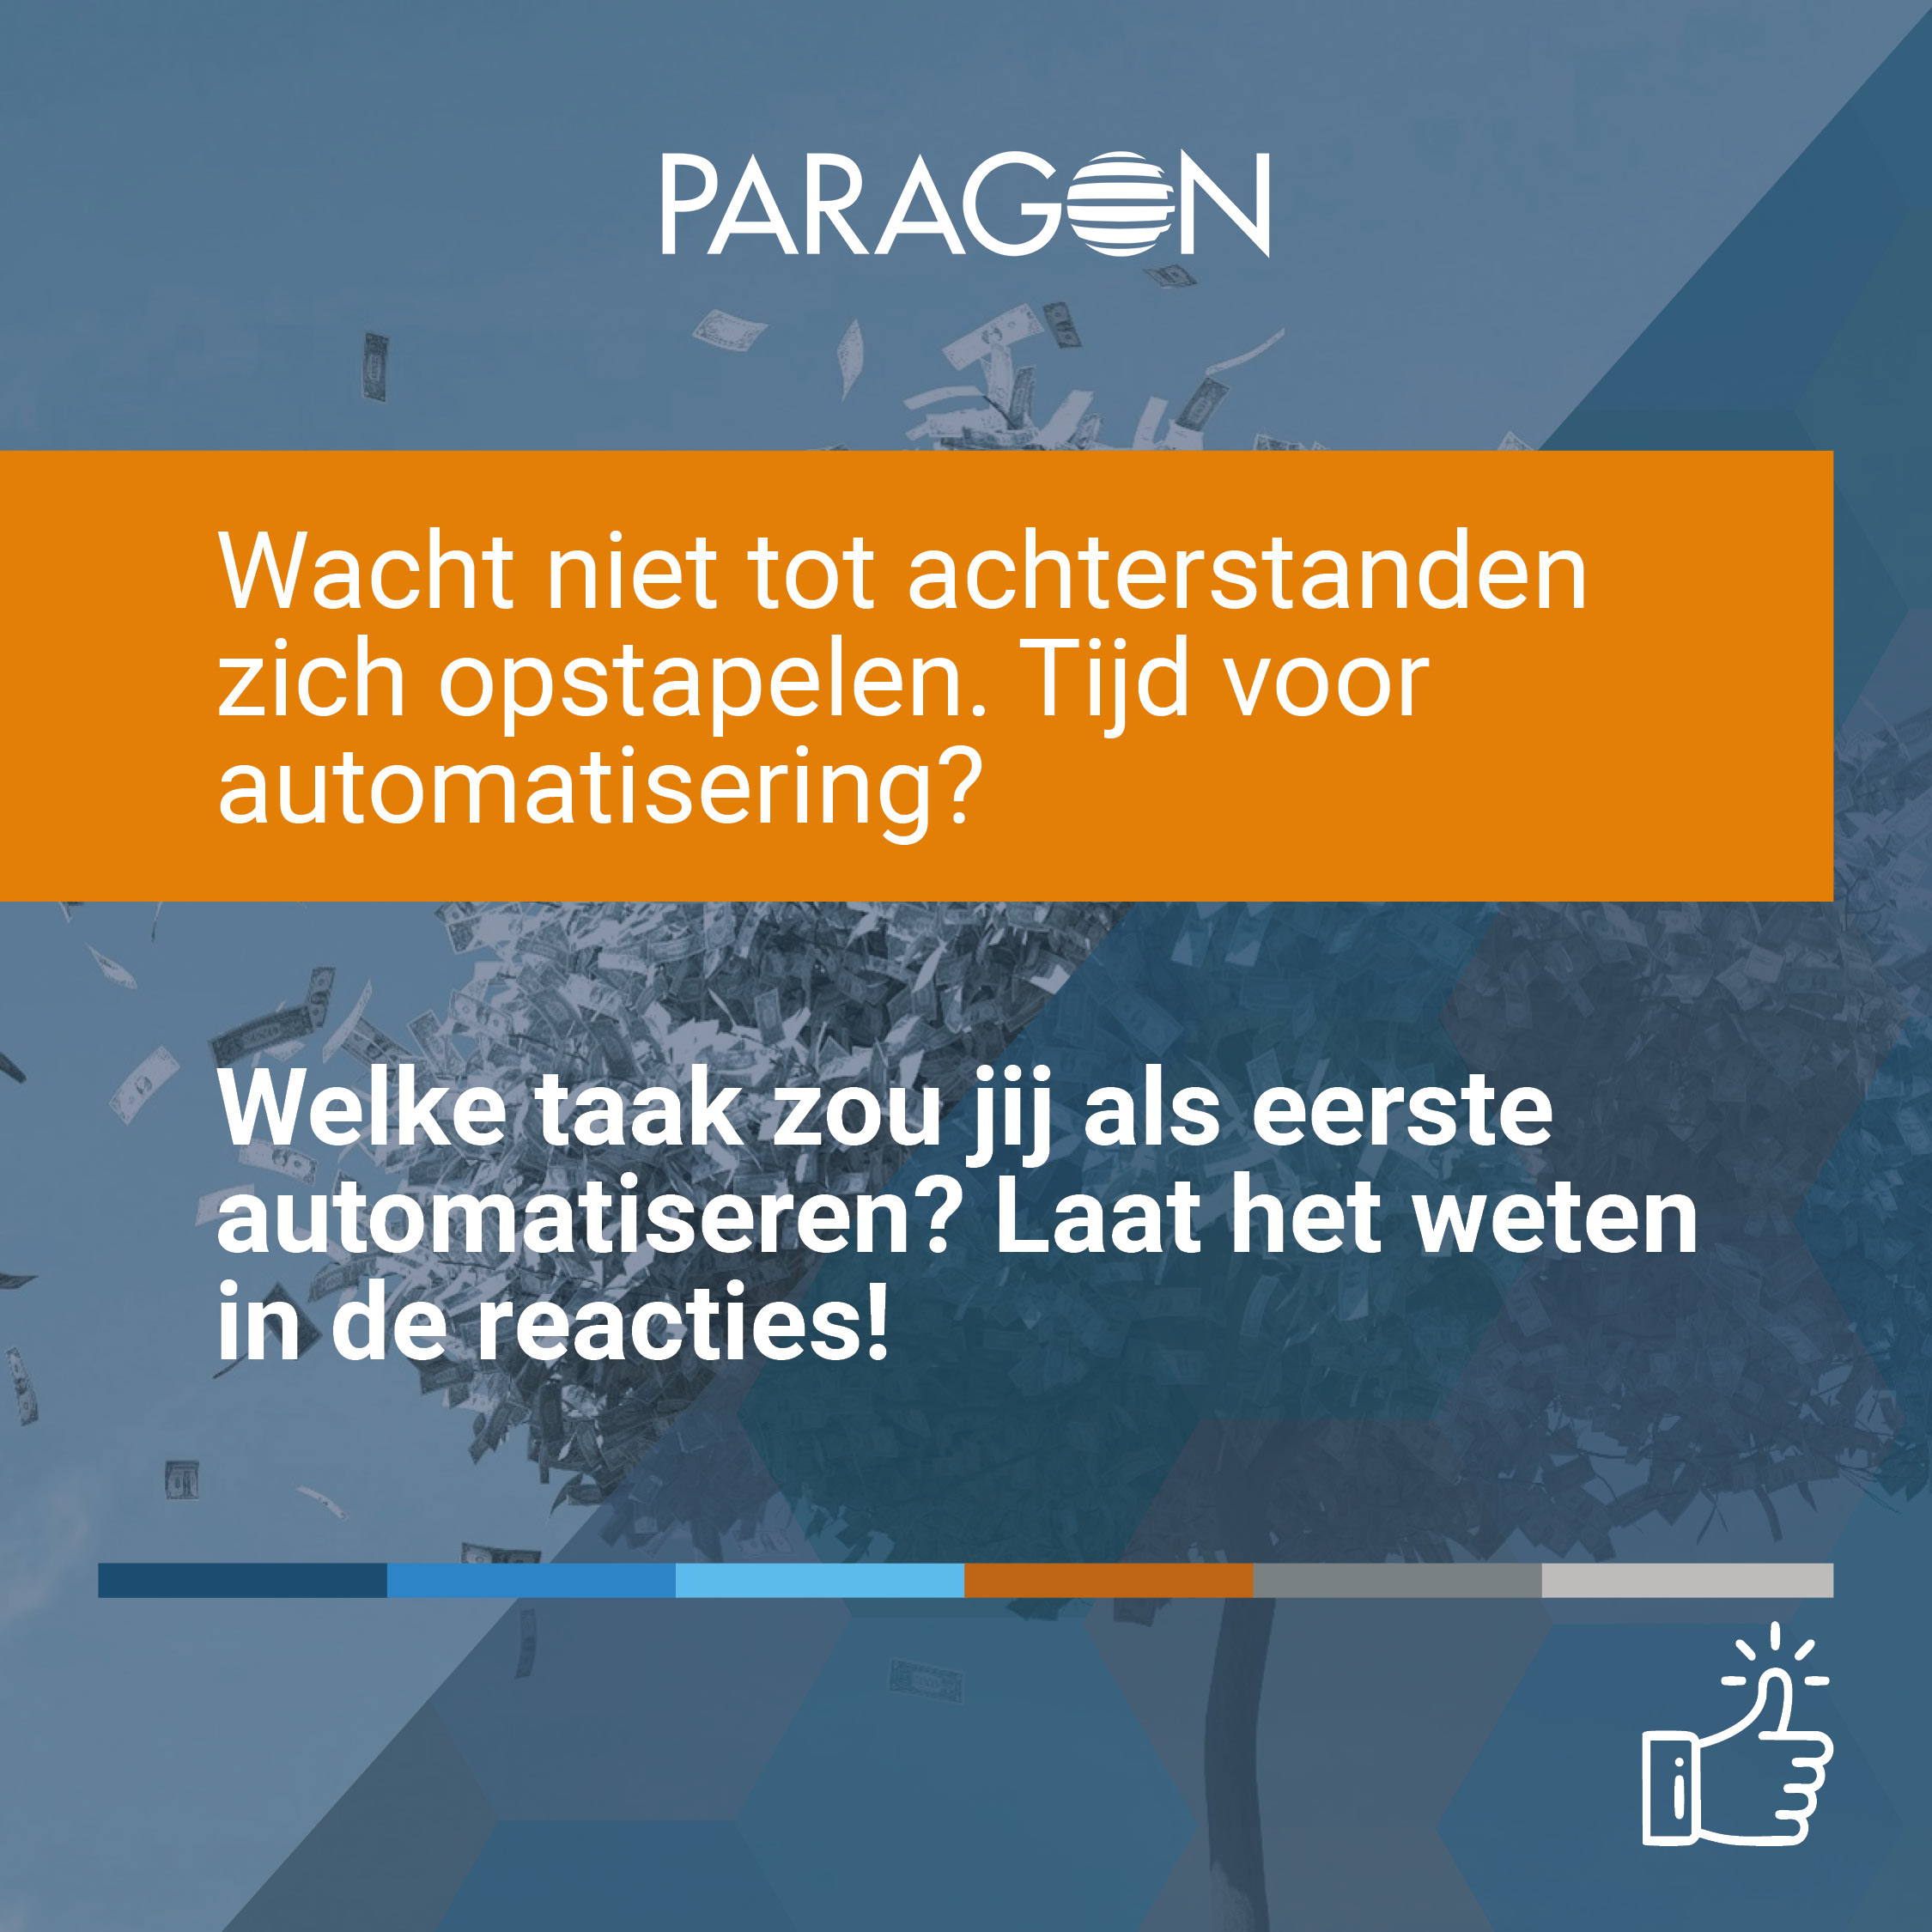 PARAGON
Wacht niet tot achterstanden
zich opstapelen. Tijd voor
automatisering?
Welke taak zou jij als eerste
automatiseren? Laat het weten
in de reacties!